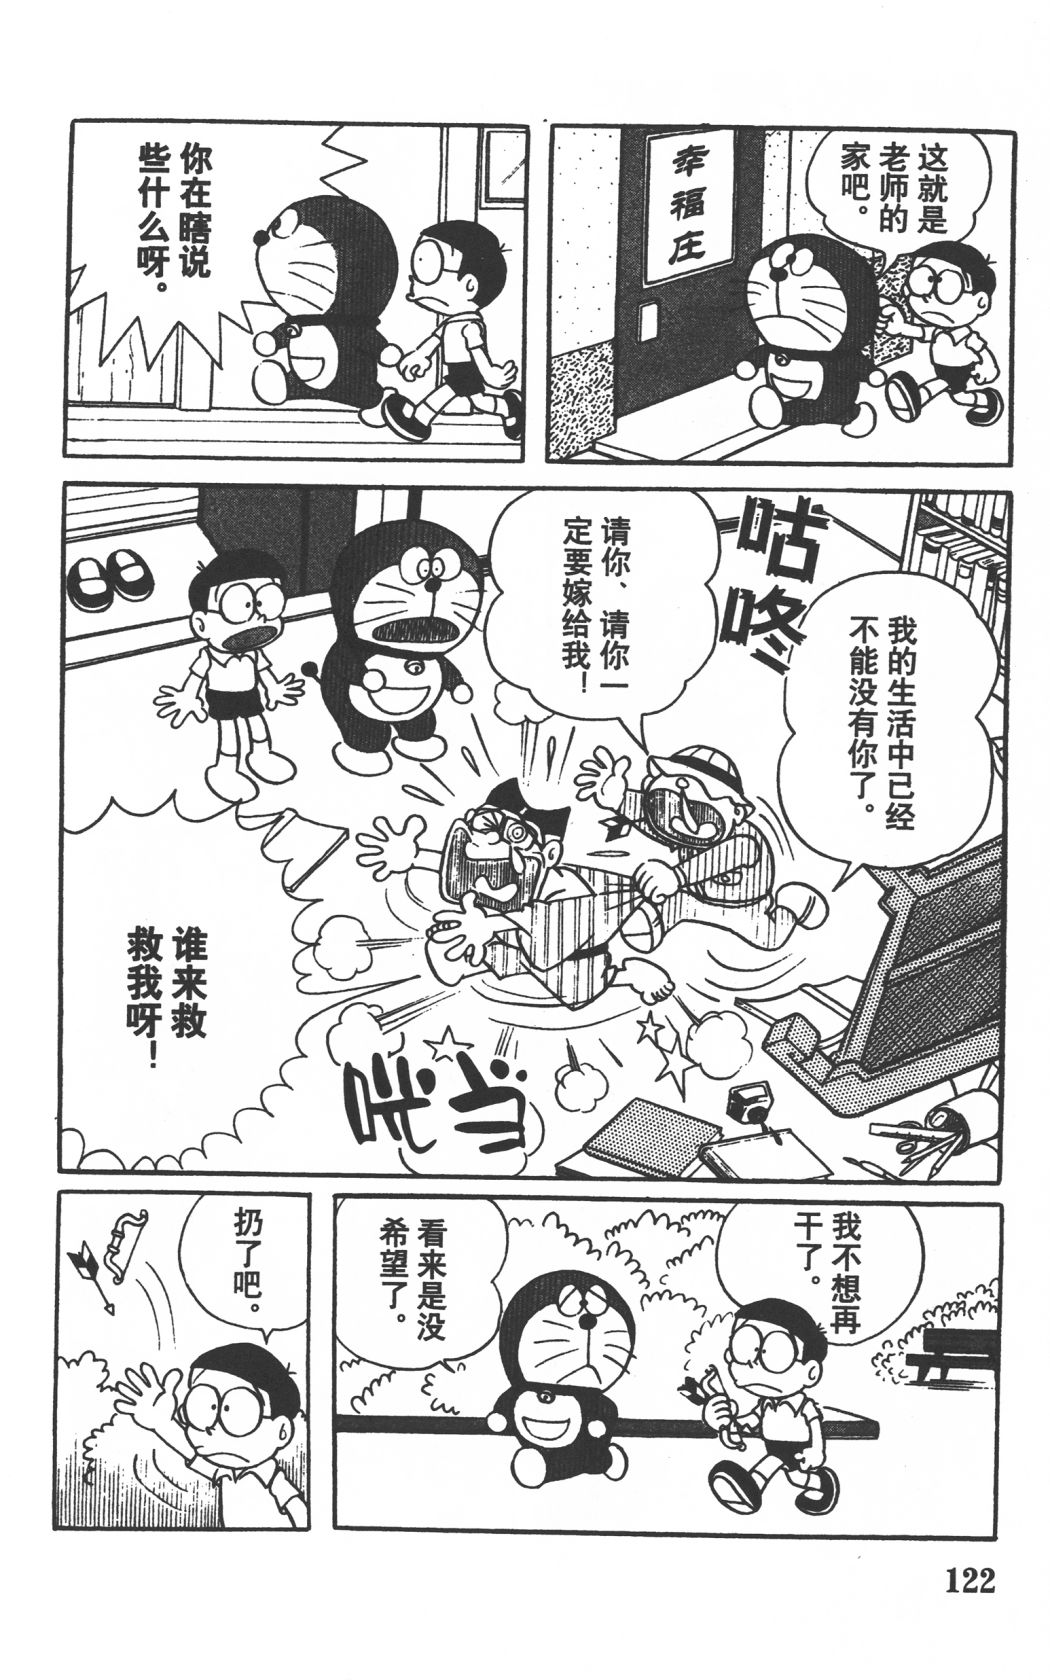 这就是
老师的
家吧。
幸福庄
你在瞎说
些什么呀。
咕咚
我的生活中已经
不能没有你了。
请你、请你一
定要嫁给我！
谁来救
救我呀！
咣当
我不想再
干了。
看来是没
希望了。
扔了吧。
122